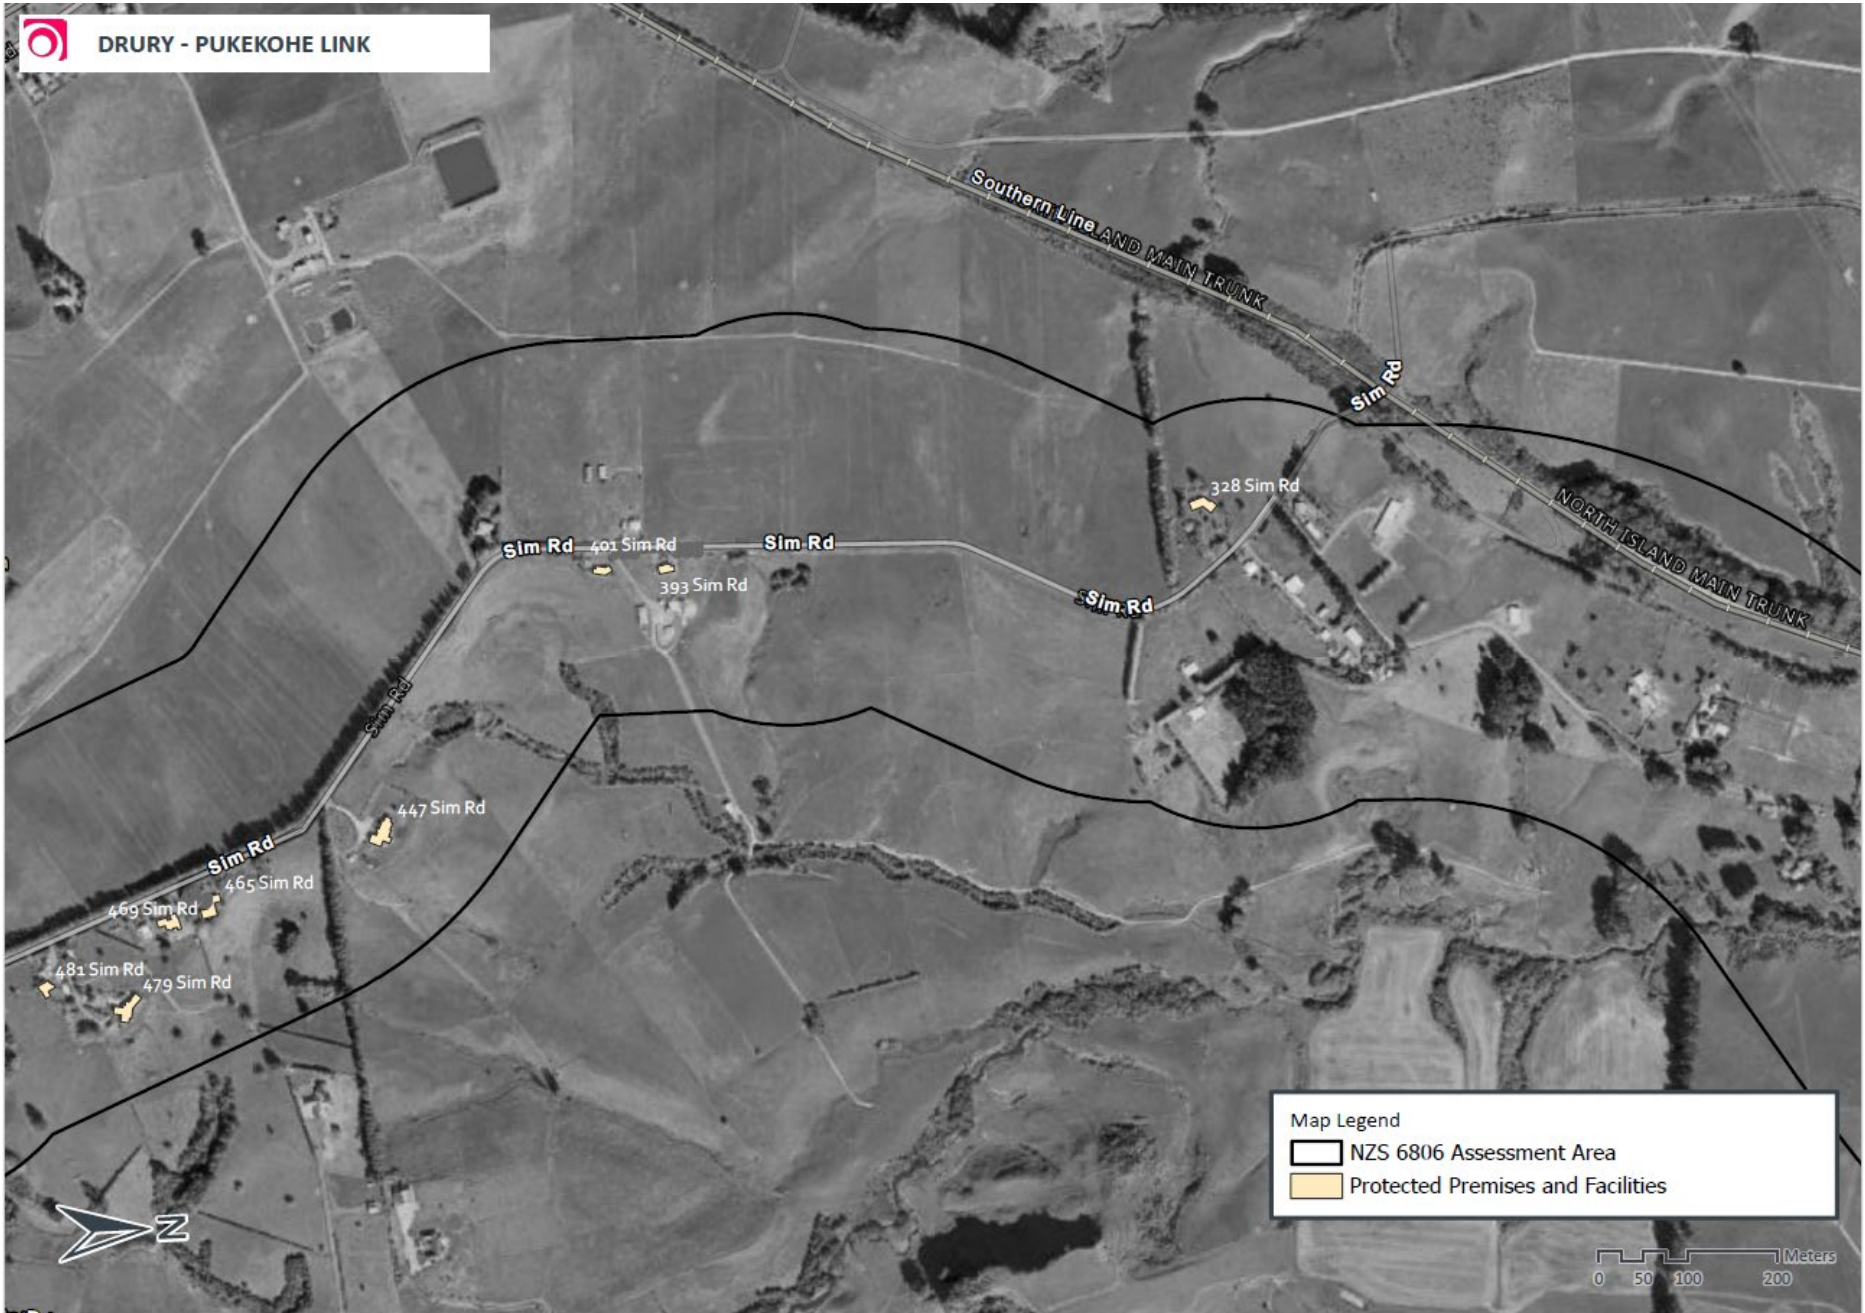 DRURY - PUKEKOHE LINK
Southern Line
LAND MAIN TRUNK
Sim Rd
328 Sim Rd
NORTH ISLAND MAIN TRUNK
Sim Rd
401 Sim Rd
Sim Rd
393 Sim Rd
Sim Rd
Sim Rd
447 Sim Rd
Sim Rd
465 Sim Rd
469 Sim Rd
481 Sim Rd
479 Sim Rd
Map Legend
NZS 6806 Assessment Area
Protected Premises and Facilities
N
Meters
0 50 100 200